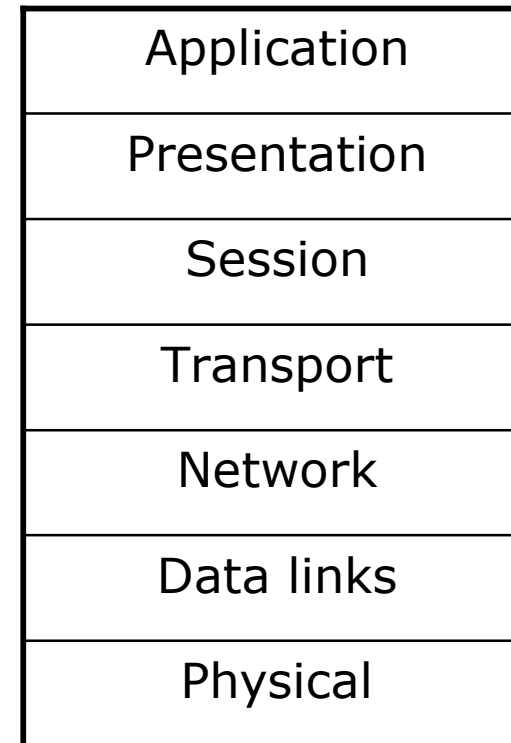 Application
Presentation
Session
Transport
Network
Data links
Physical